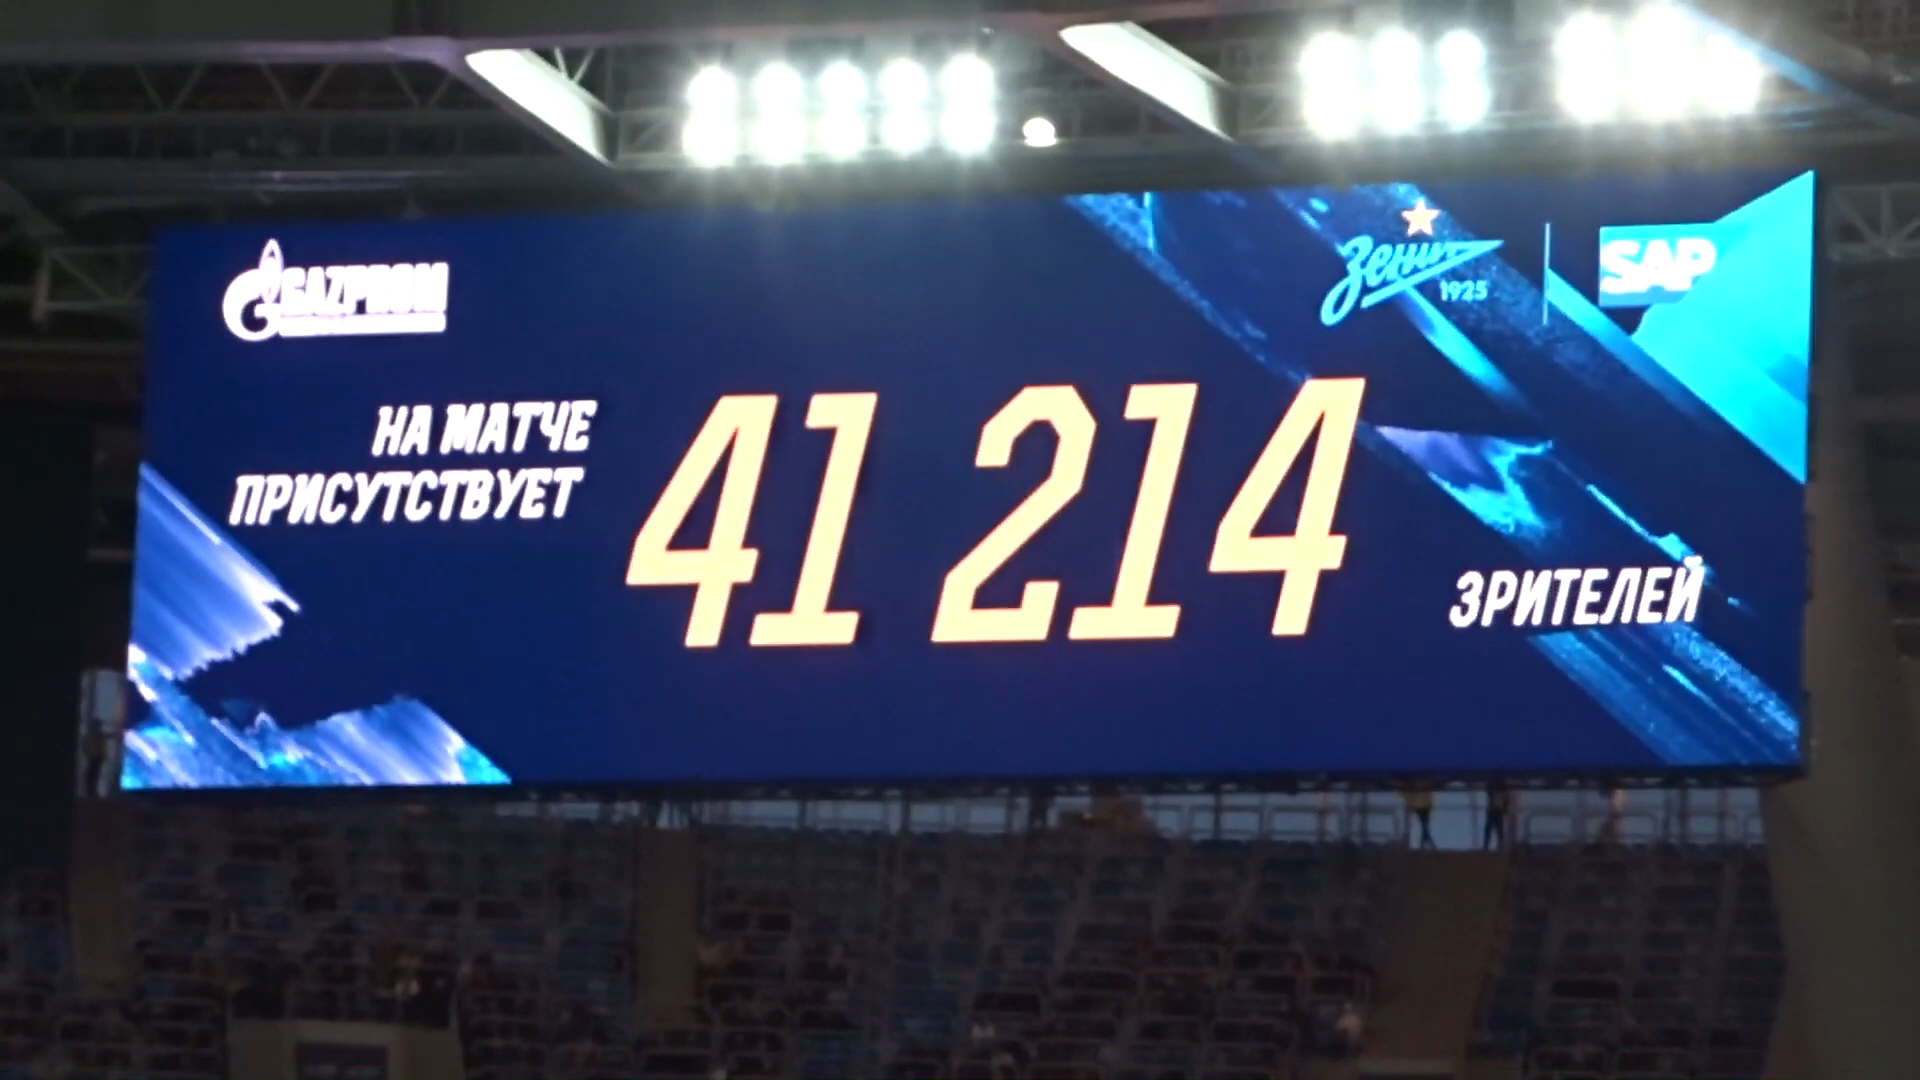 GAZPROM
Зенит
1925
SAP
НА МАТЧЕ
ПРИСУТСТВУЕТ
41 214
ЗРИТЕЛЕЙ